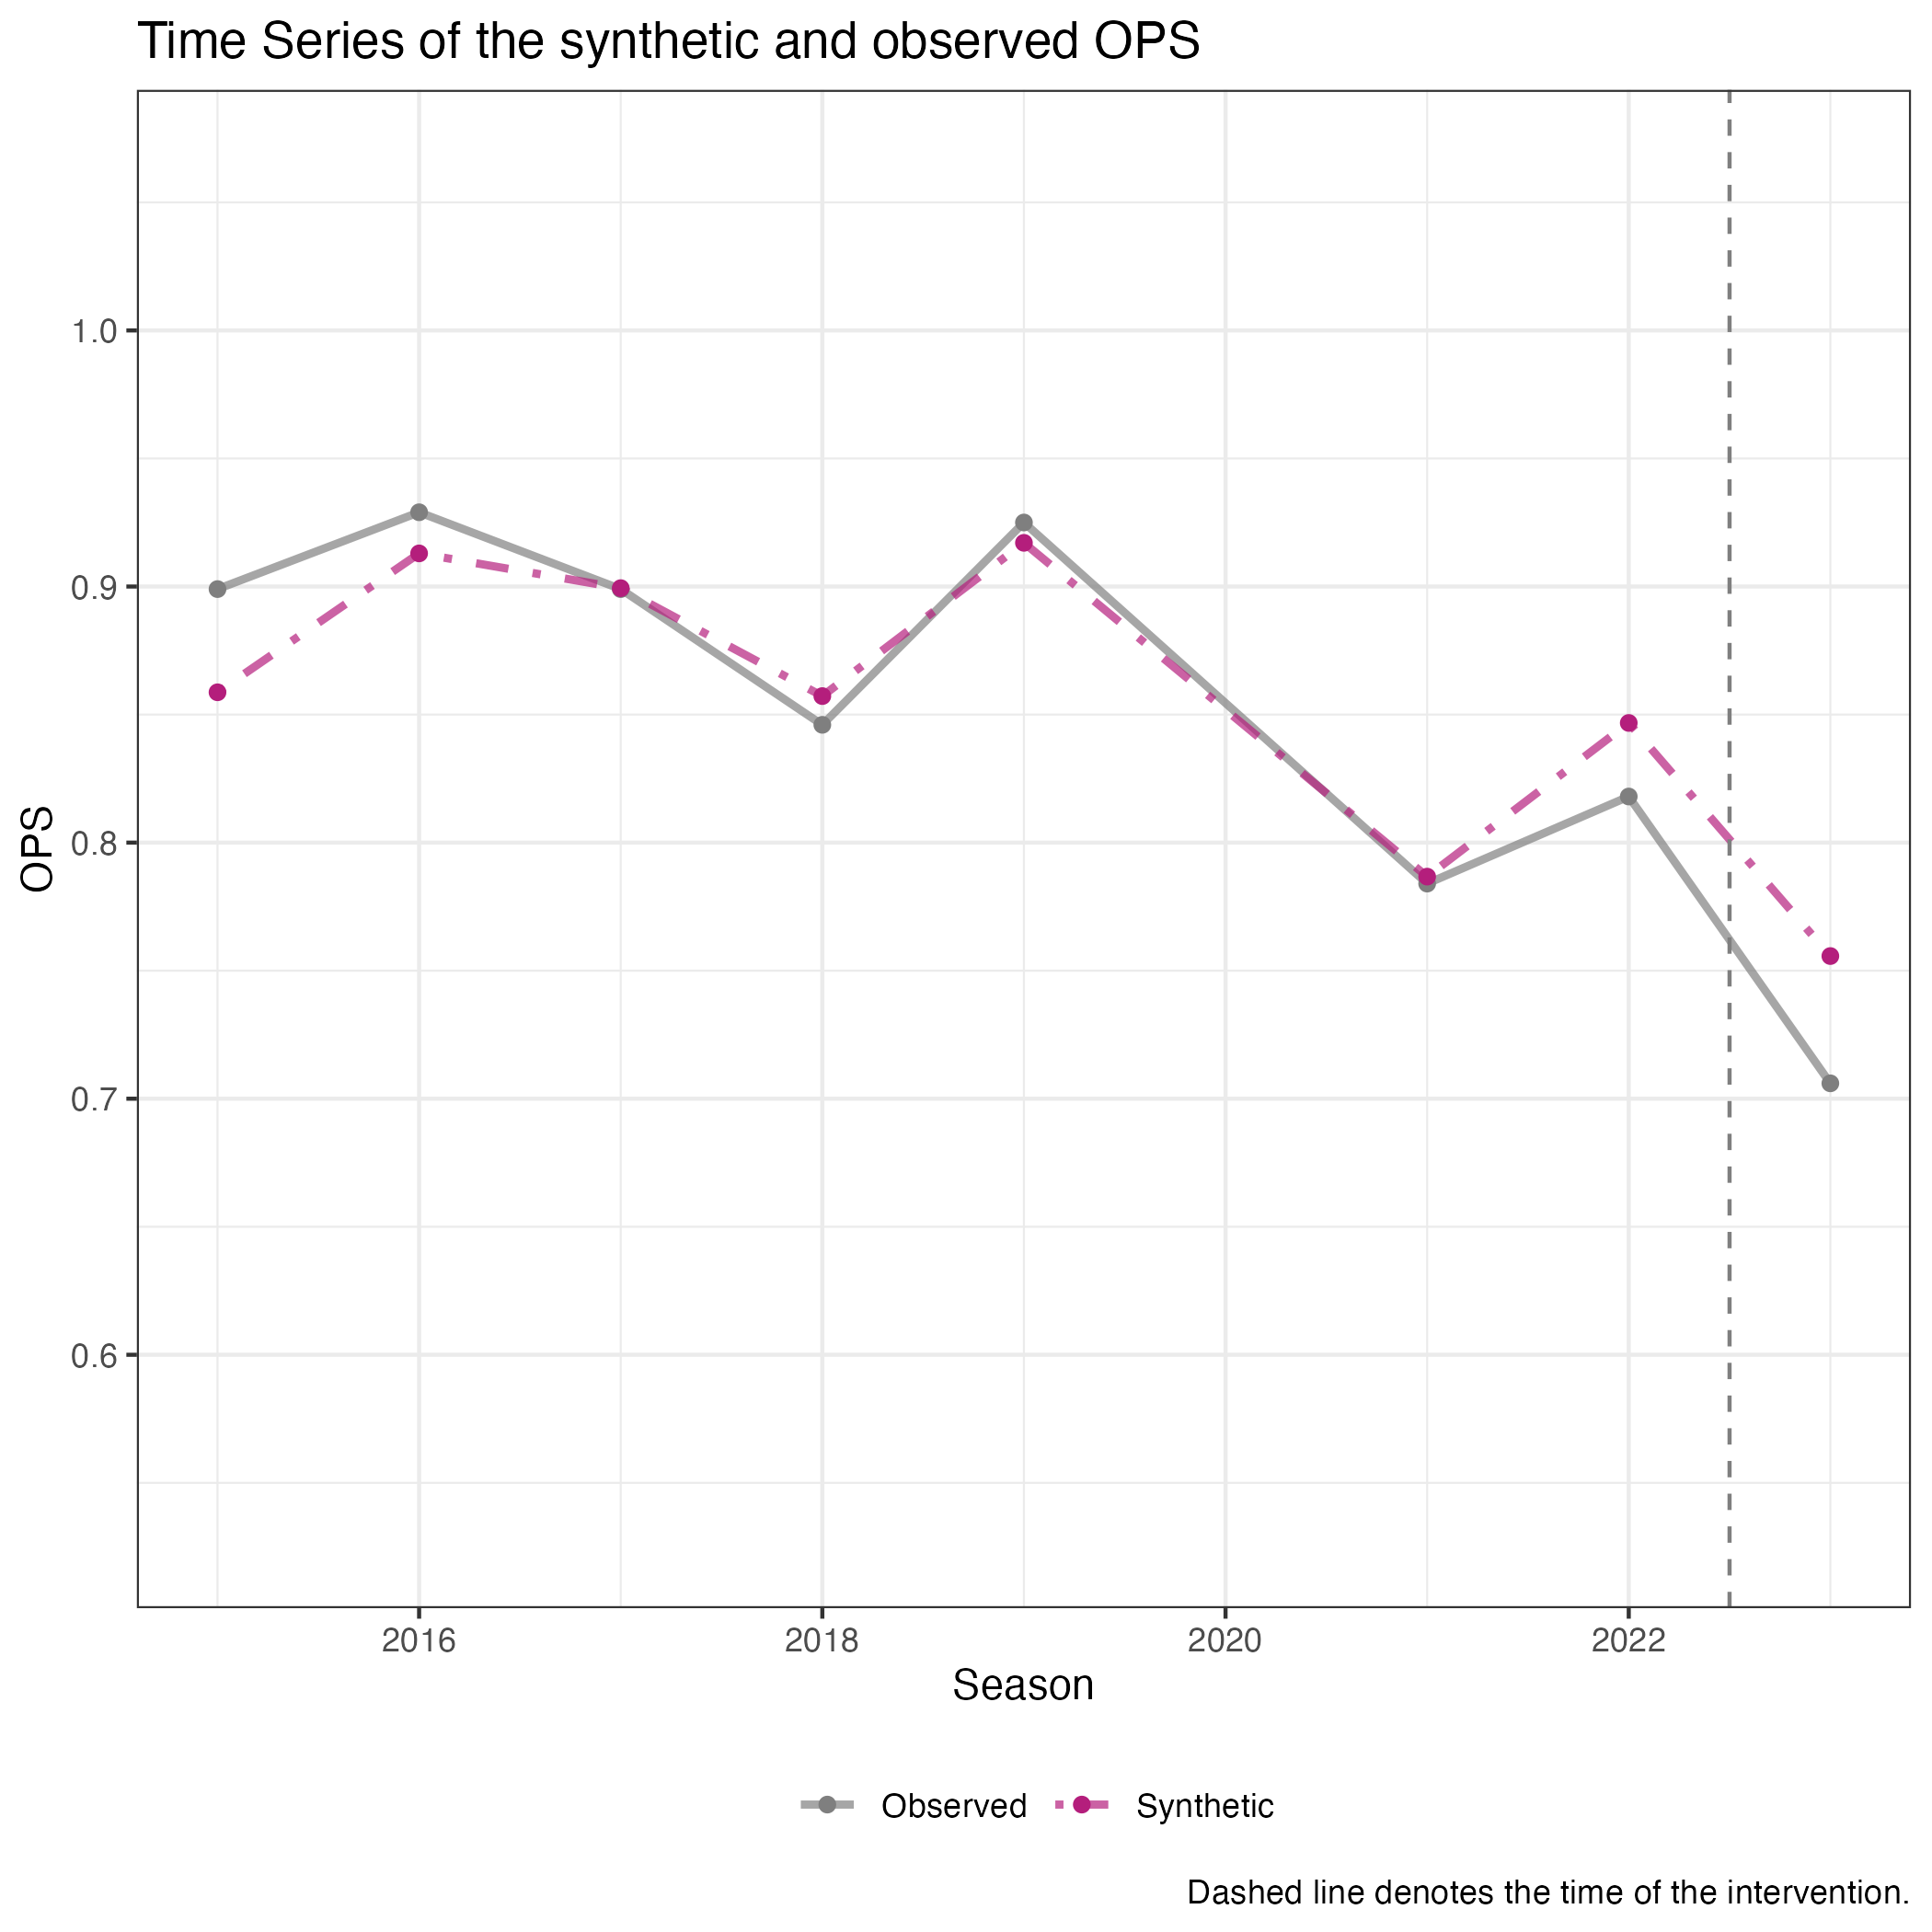 Time Series of the synthetic and observed OPS
1.0
0.9
0.8
0.7
0.6
OPS
2016 2018 2020 2022
Season
Observed Synthetic
Dashed line denotes the time of the intervention.